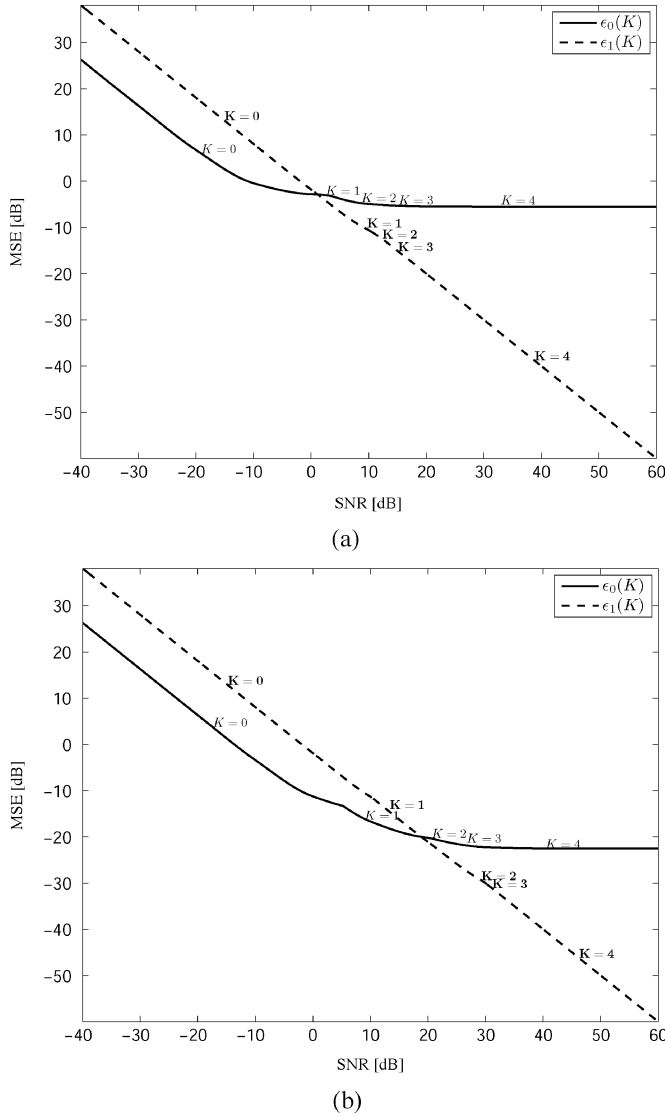 30
20
10
0
−10
−20
−30
−40
−50
MSE [dB]
ϵ₀(K)
ϵ₁(K)
K = 0
K = 0
K = 1
K = 2
K = 3
K = 4
K = 1
K = 2
K = 3
K = 4
−40 −30 −20 −10 0 10 20 30 40 50 60
SNR [dB]
(a)
30
20
10
0
−10
−20
−30
−40
−50
MSE [dB]
ϵ₀(K)
ϵ₁(K)
K = 0
K = 0
K = 1
K = 1
K = 2
K = 3
K = 4
K = 2
K = 3
K = 4
−40 −30 −20 −10 0 10 20 30 40 50 60
SNR [dB]
(b)